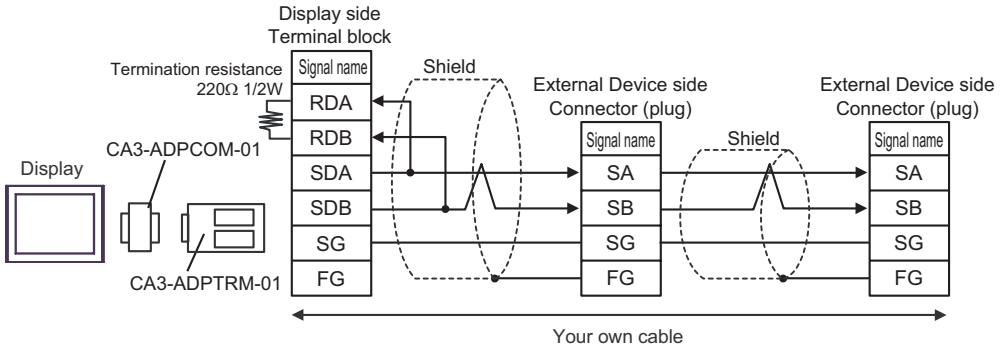 Display side
Terminal block
Termination resistance
220Ω 1/2W
Signal name
RDA
RDB
SDA
SDB
SG
FG
Shield
External Device side
Connector (plug)
Signal name
SA
SB
SG
FG
Shield
External Device side
Connector (plug)
Signal name
SA
SB
SG
FG
Display
CA3-ADPCOM-01
CA3-ADPTRM-01
Your own cable